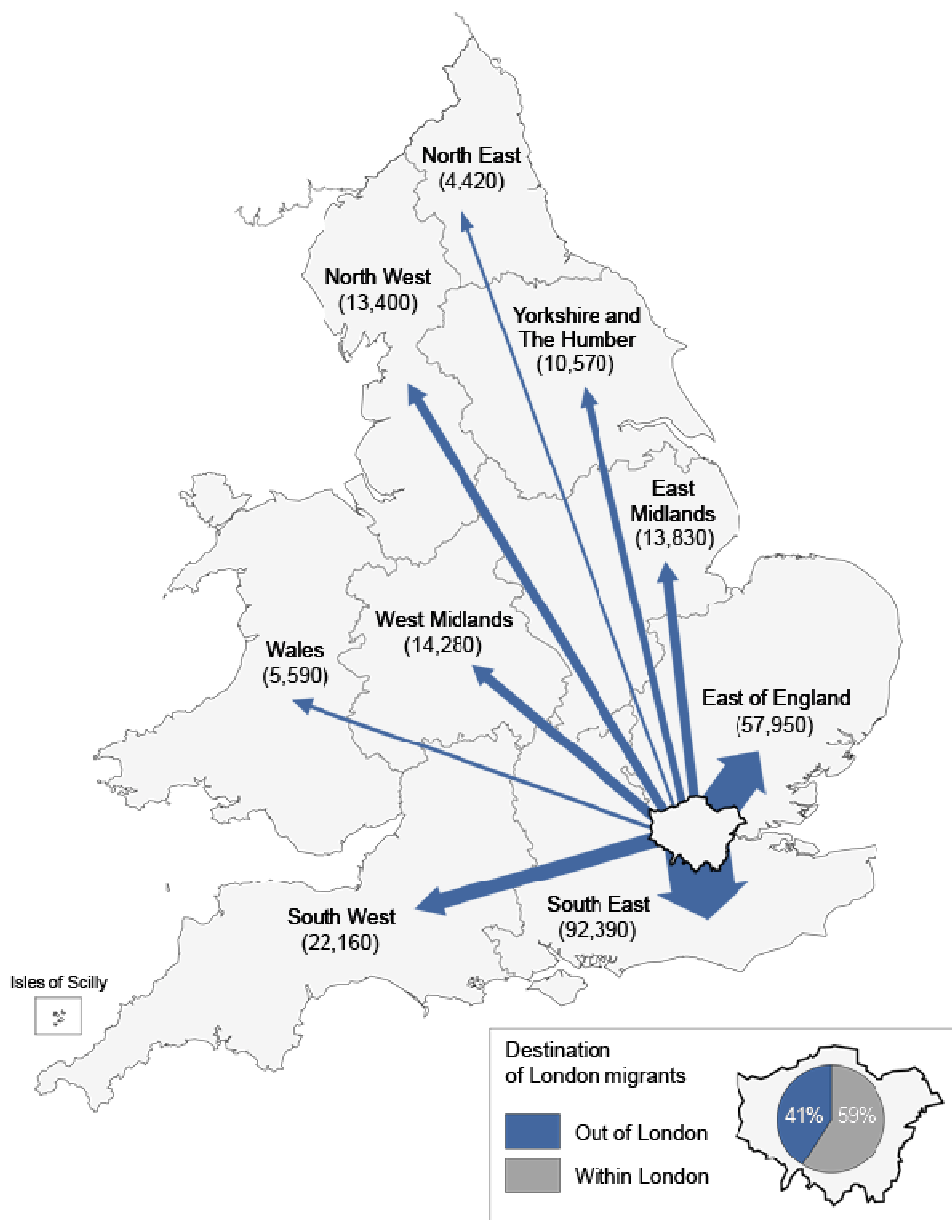 North East
(4,420)
North West
(13,400)
Yorkshire and
The Humber
(10,570)
East
Midlands
(13,830)
West Midlands
(14,280)
Wales
(5,590)
East of England
(57,950)
South East
(92,390)
South West
(22,160)
Isles of Scilly
Destination
of London migrants
Out of London
Within London
41%
59%